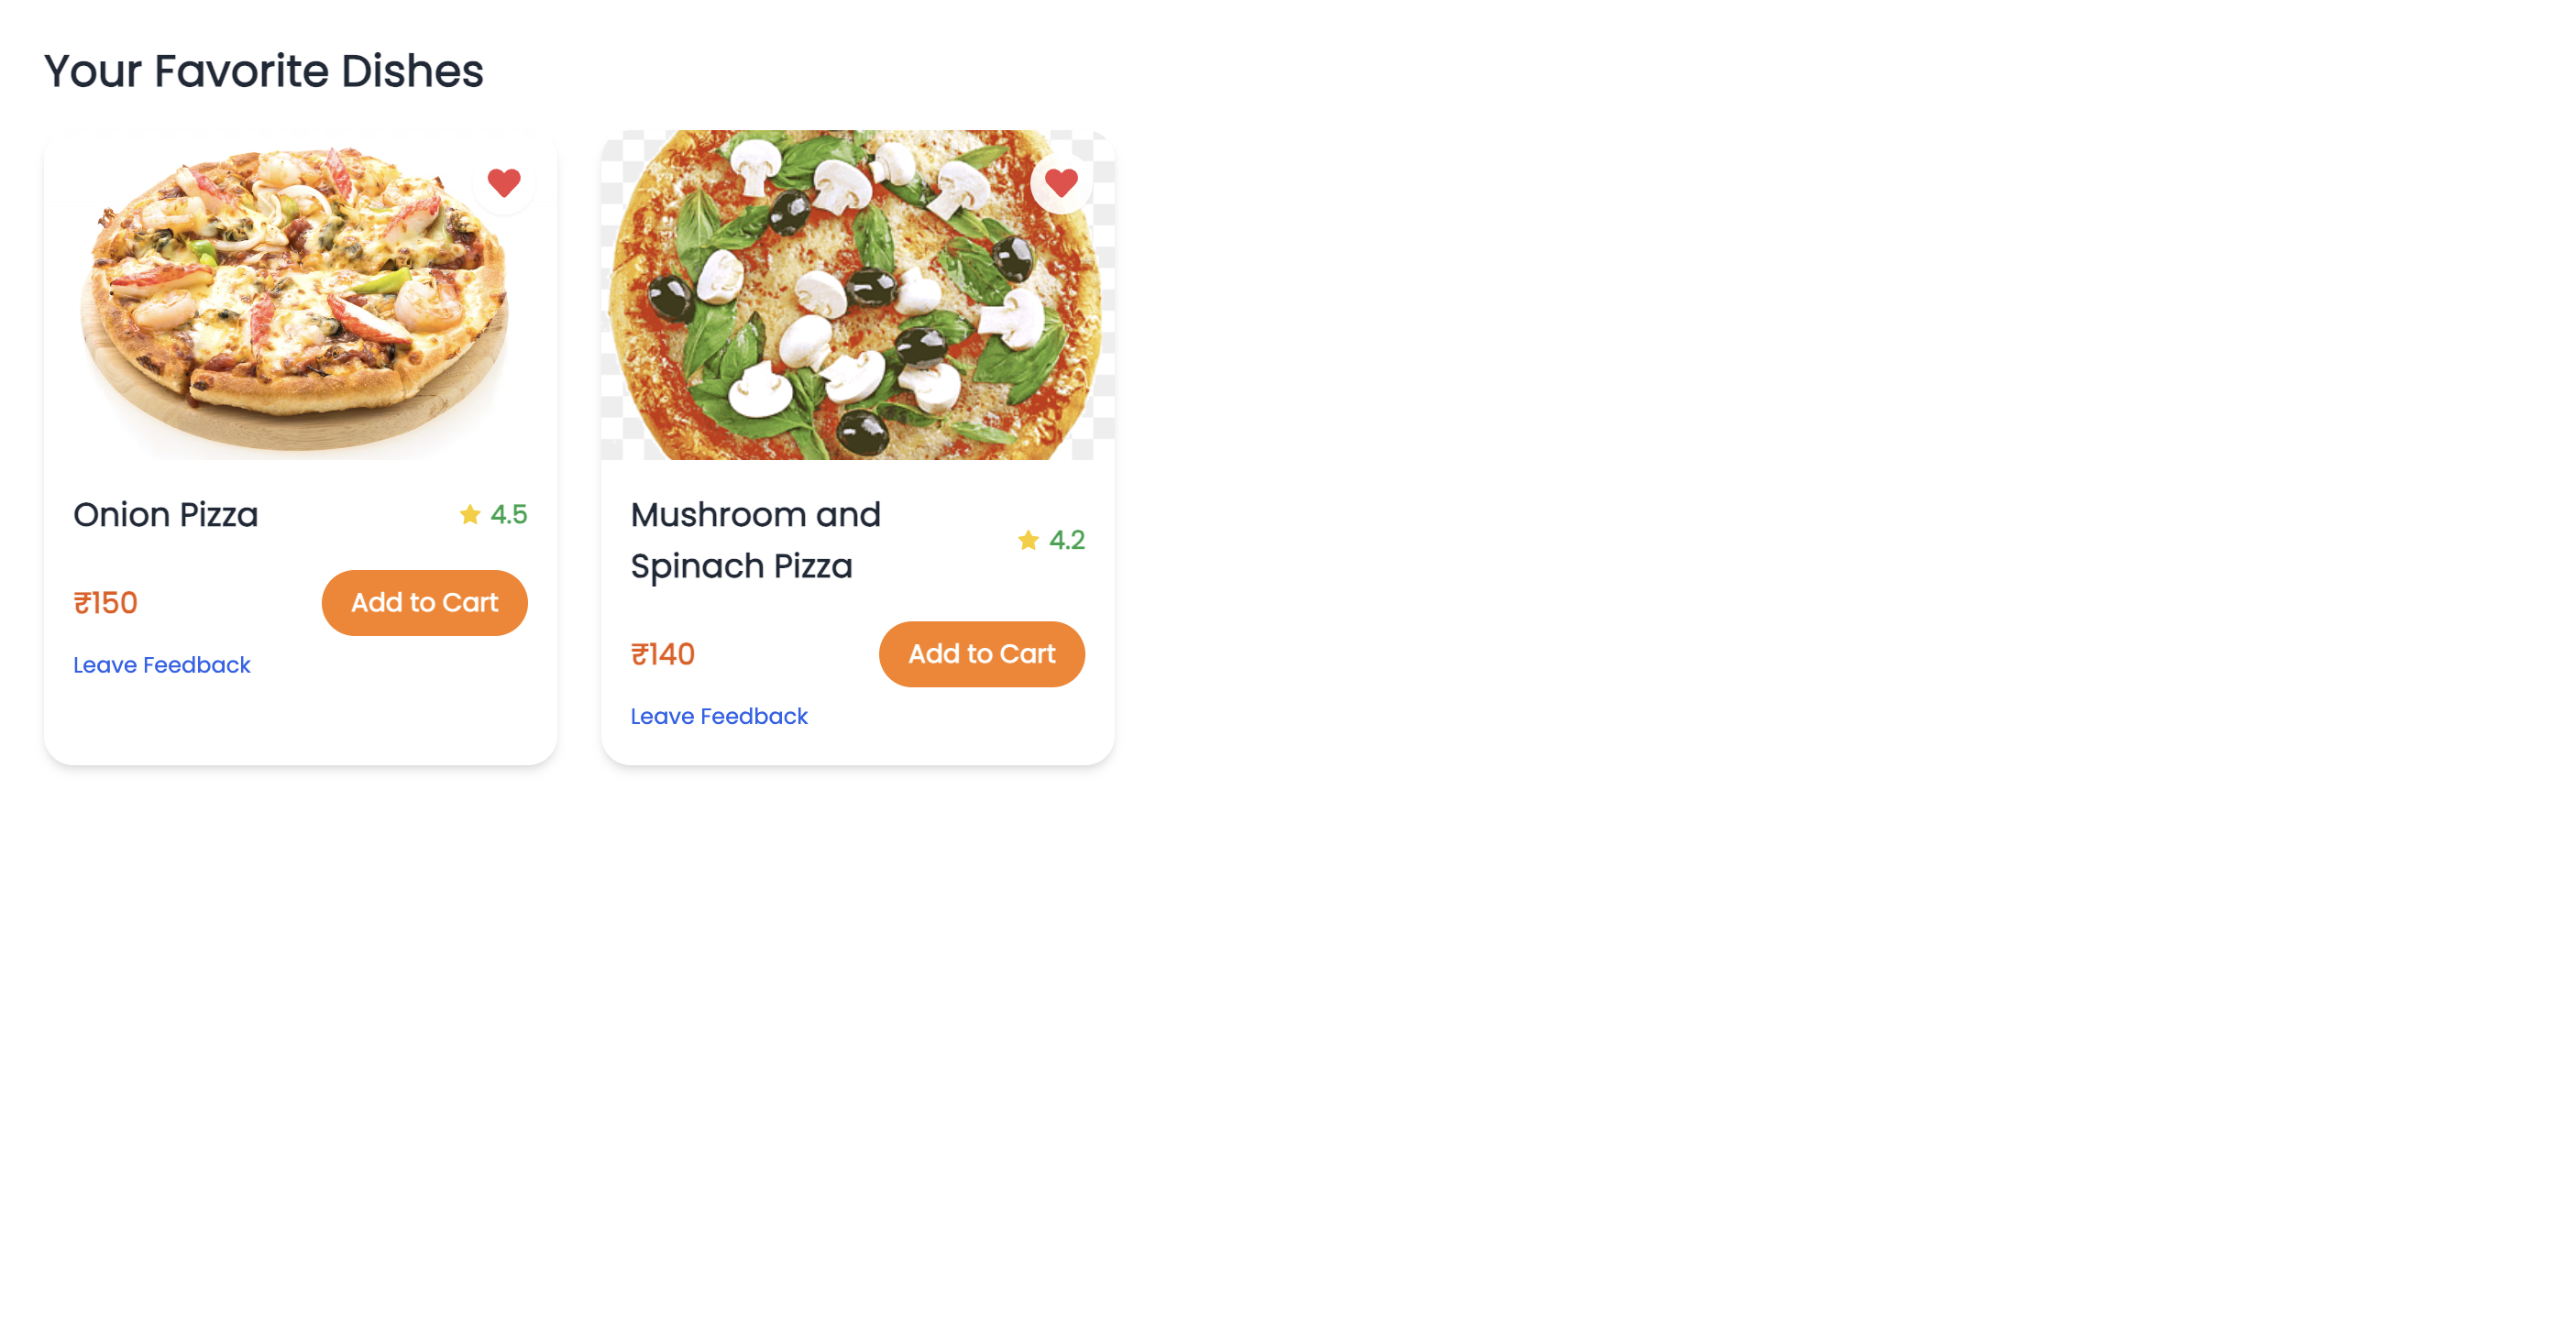 Your Favorite Dishes
Onion Pizza
4.5
₹150
Add to Cart
Leave Feedback
Mushroom and
Spinach Pizza
4.2
₹140
Add to Cart
Leave Feedback